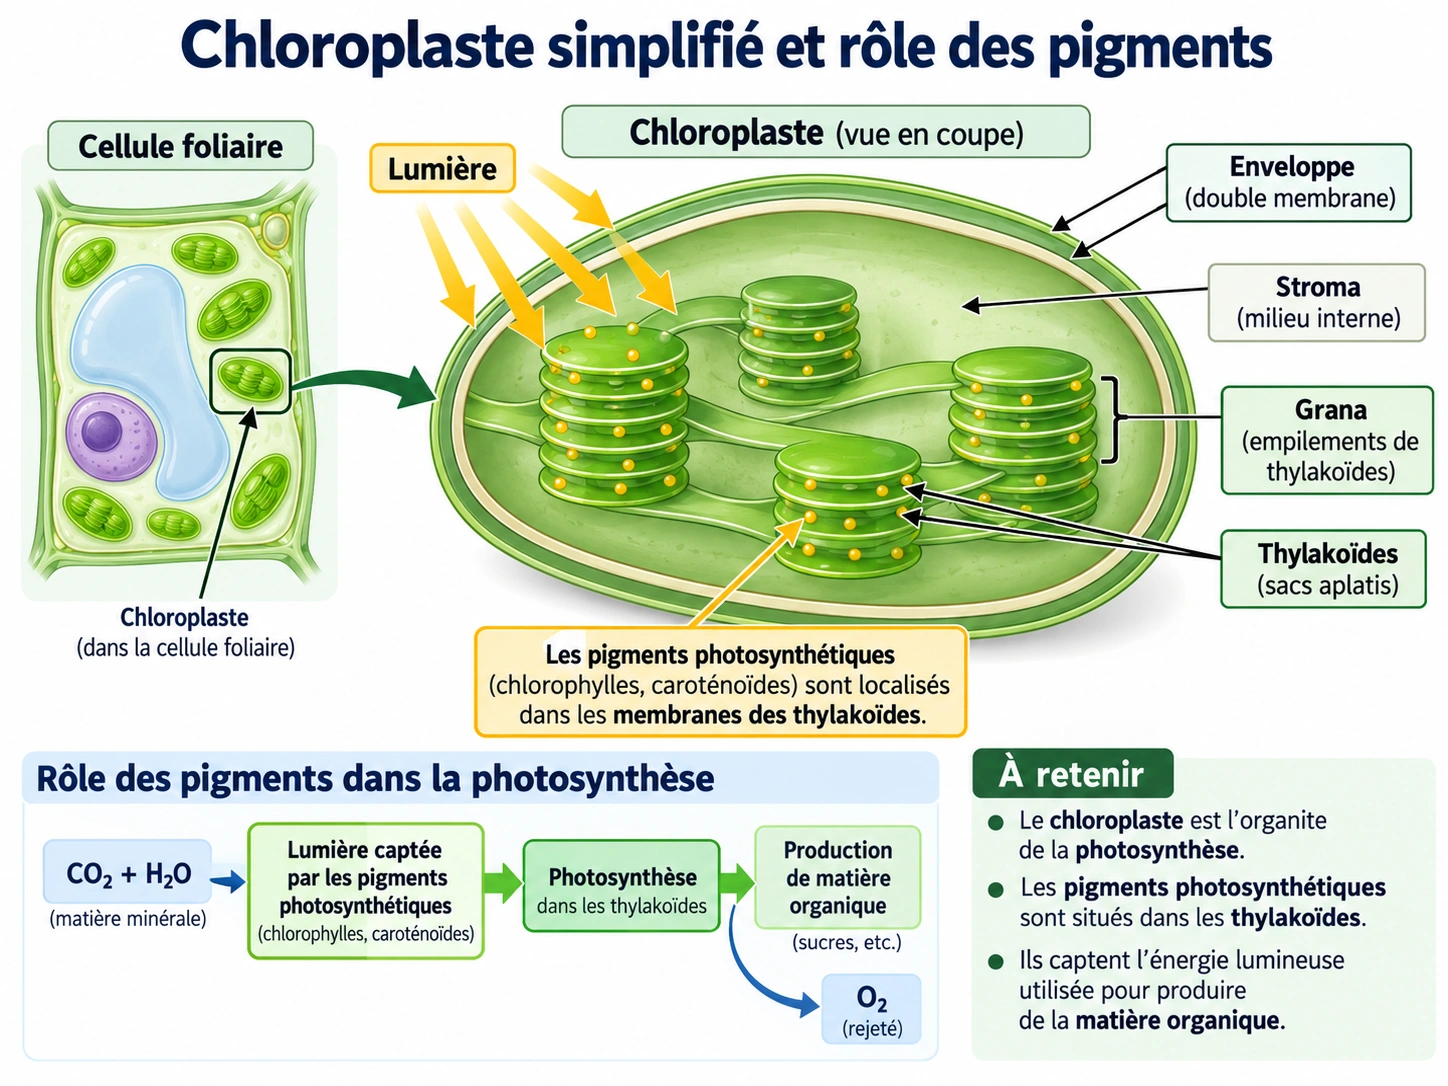 Chloroplaste simplifié et rôle des pigments
Cellule foliaire
Lumière
Chloroplaste (vue en coupe)
Enveloppe
(double membrane)
Stroma
(milieu interne)
Grana
(empilements de
thylakoïdes)
Thylakoïdes
(sacs aplatis)
Chloroplaste
(dans la cellule foliaire)
Les pigments photosynthétiques
(chlorophylles, caroténoïdes) sont localisés
dans les membranes des thylakoïdes.
Rôle des pigments dans la photosynthèse
CO₂ + H₂O
(matière minérale)
Lumière captée
par les pigments
photosynthétiques
(chlorophylles, caroténoïdes)
Photosynthèse
dans les thylakoïdes
Production
de matière
organique
(sucres, etc.)
O₂
(rejeté)
À retenir
● Le chloroplaste est l'organite
de la photosynthèse.
● Les pigments photosynthétiques
sont situés dans les thylakoïdes.
● Ils captent l'énergie lumineuse
utilisée pour produire
de la matière organique.